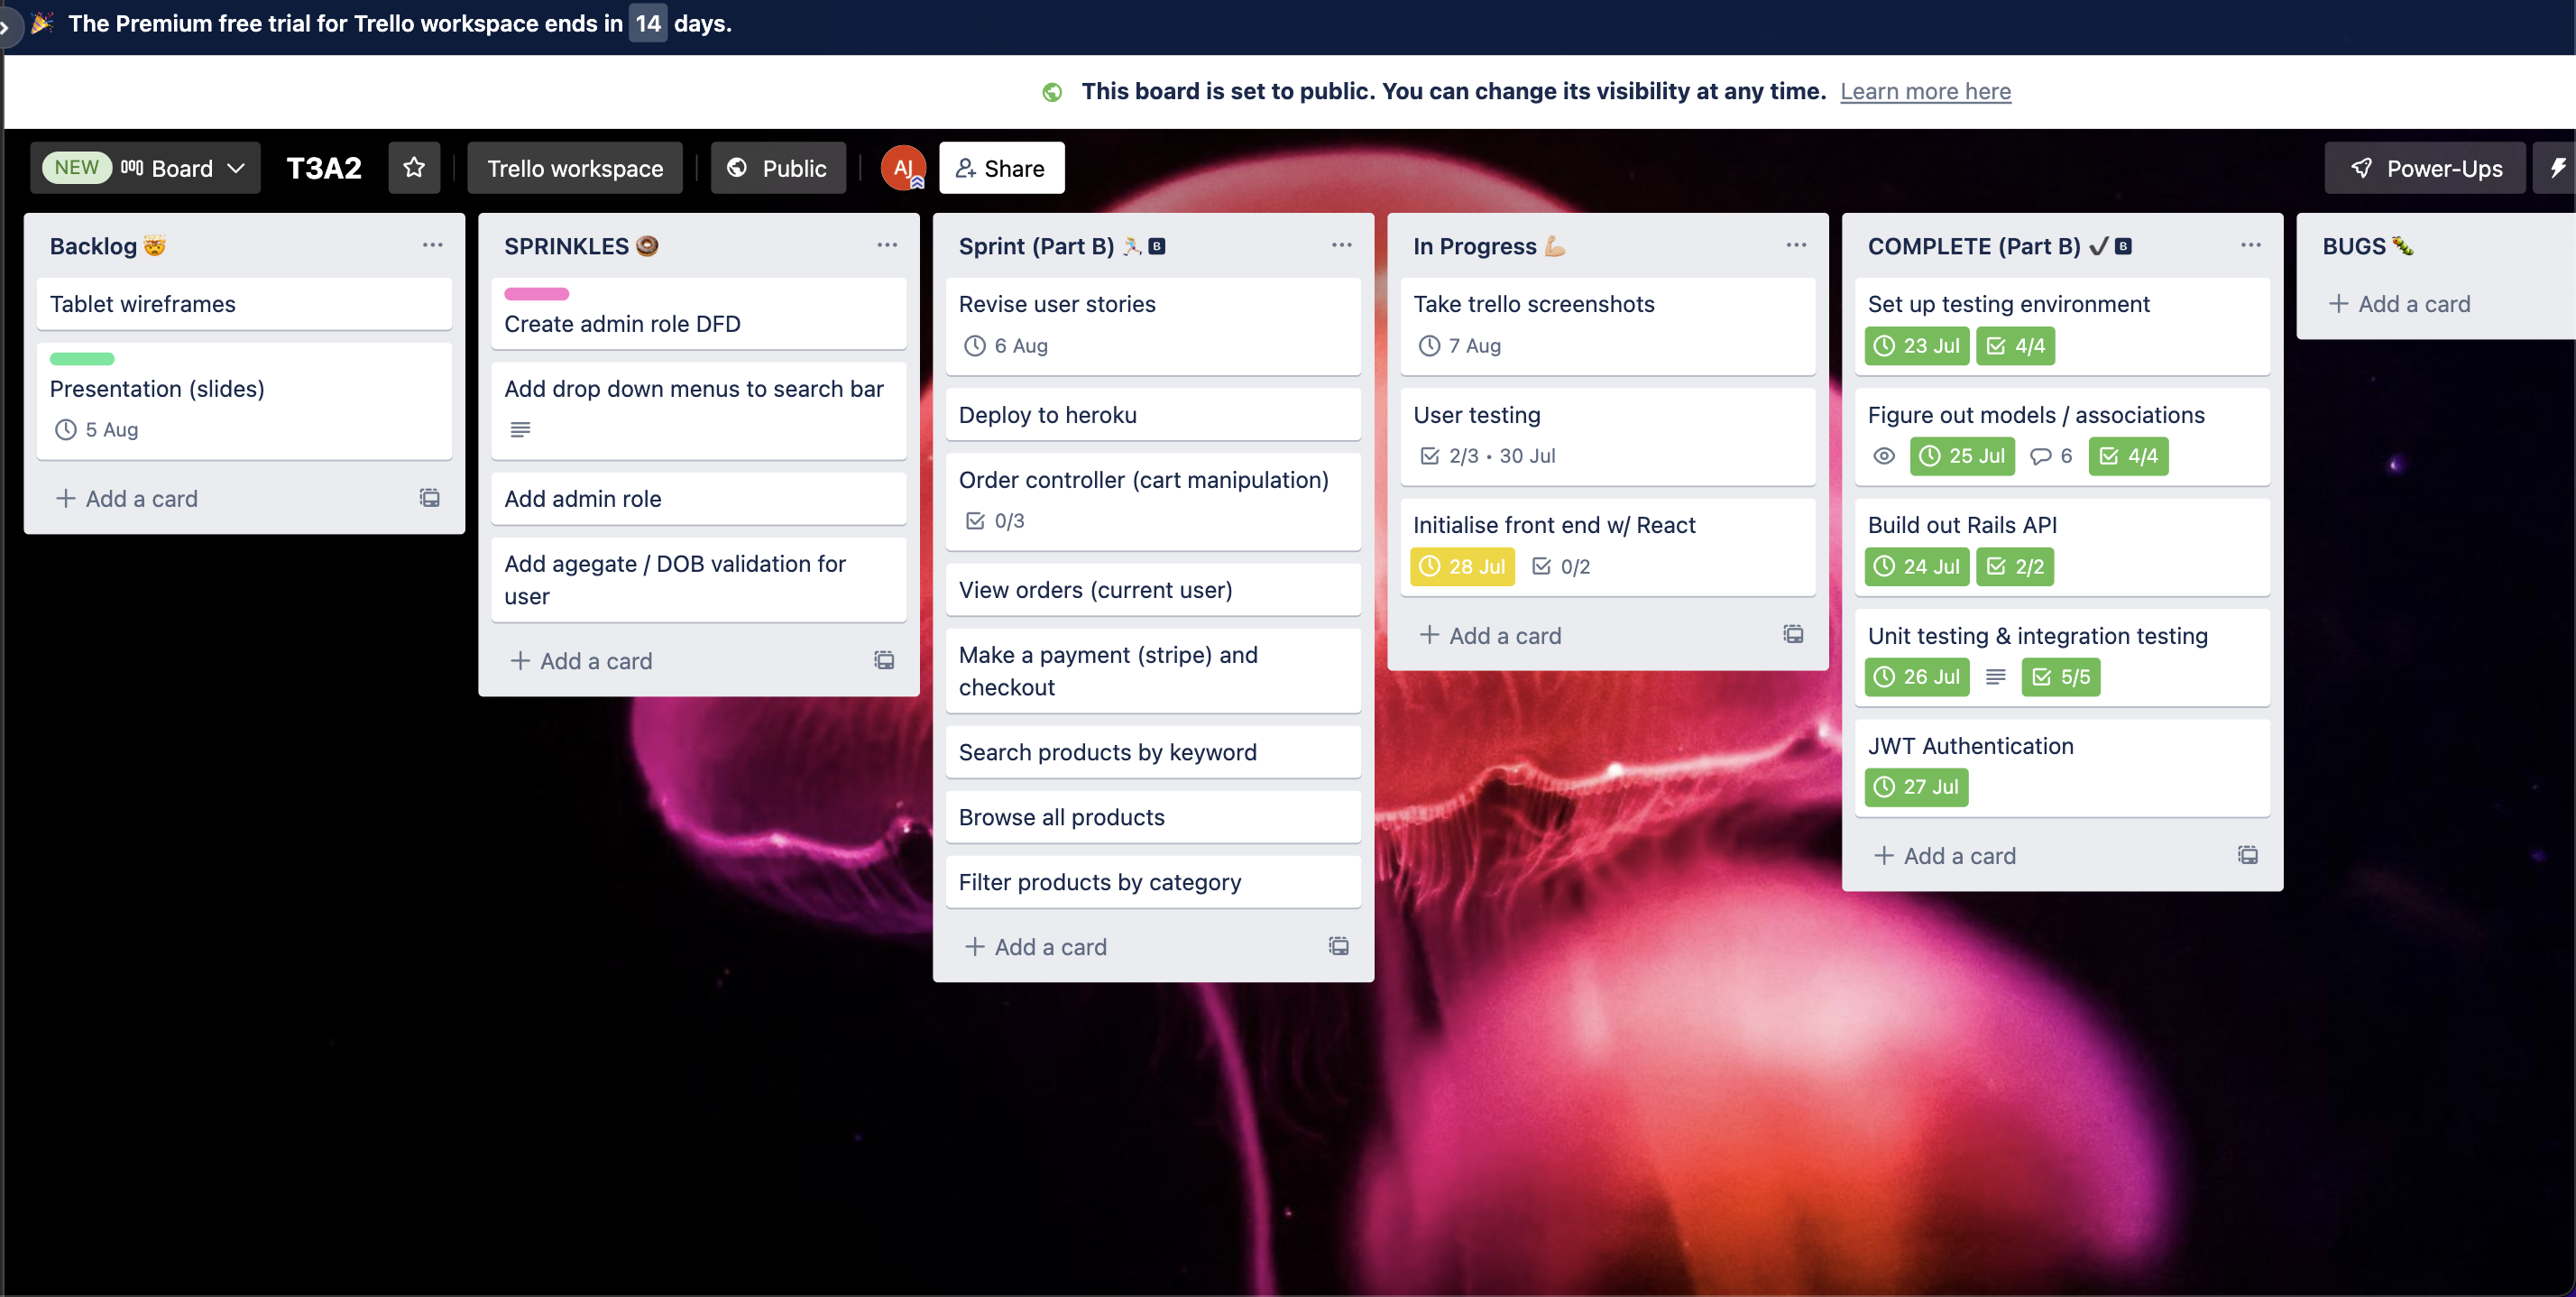 The Premium free trial for Trello workspace ends in 14 days.
This board is set to public. You can change its visibility at any time. Learn more here
NEW Board T3A2 Trello workspace Public AJ Share Power-Ups
Backlog 🤯
Tablet wireframes
Presentation (slides)
5 Aug
+ Add a card
SPRINKLES 🍩
Create admin role DFD
Add drop down menus to search bar
Add admin role
Add agegate / DOB validation for
user
+ Add a card
Sprint (Part B) 🏃🏻 B
Revise user stories
6 Aug
Deploy to heroku
Order controller (cart manipulation)
0/3
View orders (current user)
Make a payment (stripe) and
checkout
Search products by keyword
Browse all products
Filter products by category
+ Add a card
In Progress 💪🏼
Take trello screenshots
7 Aug
User testing
2/3 • 30 Jul
Initialise front end w/ React
28 Jul 0/2
+ Add a card
COMPLETE (Part B) ✔ B
Set up testing environment
23 Jul 4/4
Figure out models / associations
25 Jul 6 4/4
Build out Rails API
24 Jul 2/2
Unit testing & integration testing
26 Jul 5/5
JWT Authentication
27 Jul
+ Add a card
BUGS 🐛
+ Add a card